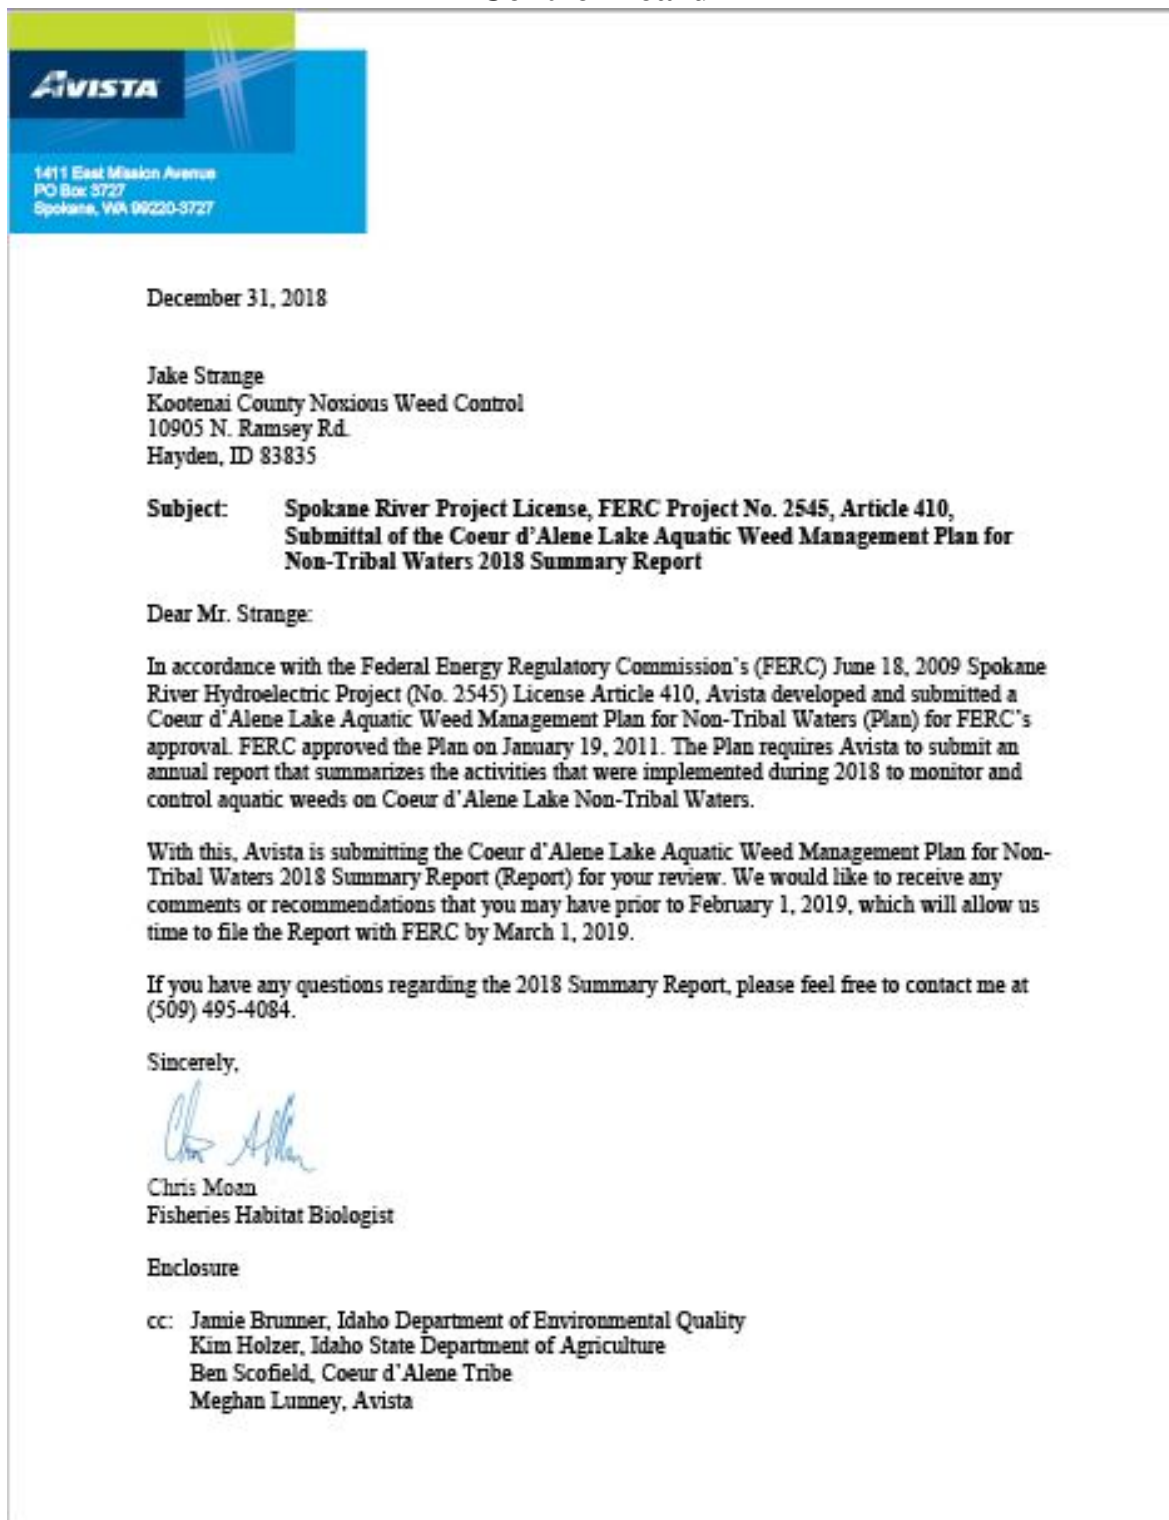 AVISTA
1411 East Mission Avenue
PO Box 3727
Spokane, WA 99220-3727
December 31, 2018
Jake Strange
Kootenai County Noxious Weed Control
10905 N. Ramsey Rd.
Hayden, ID 83835
Subject: Spokane River Project License, FERC Project No. 2545, Article 410,
Submittal of the Coeur d'Alene Lake Aquatic Weed Management Plan for
Non-Tribal Waters 2018 Summary Report
Dear Mr. Strange:
In accordance with the Federal Energy Regulatory Commission's (FERC) June 18, 2009 Spokane
River Hydroelectric Project (No. 2545) License Article 410, Avista developed and submitted a
Coeur d'Alene Lake Aquatic Weed Management Plan for Non-Tribal Waters (Plan) for FERC's
approval. FERC approved the Plan on January 19, 2011. The Plan requires Avista to submit an
annual report that summarizes the activities that were implemented during 2018 to monitor and
control aquatic weeds on Coeur d'Alene Lake Non-Tribal Waters.
With this, Avista is submitting the Coeur d'Alene Lake Aquatic Weed Management Plan for Non-
Tribal Waters 2018 Summary Report (Report) for your review. We would like to receive any
comments or recommendations that you may have prior to February 1, 2019, which will allow us
time to file the Report with FERC by March 1, 2019.
If you have any questions regarding the 2018 Summary Report, please feel free to contact me at
(509) 495-4084.
Sincerely,
Chris Moan
Fisheries Habitat Biologist
Enclosure
cc: Jamie Brunner, Idaho Department of Environmental Quality
Kim Holzer, Idaho State Department of Agriculture
Ben Scofield, Coeur d'Alene Tribe
Meghan Lunney, Avista